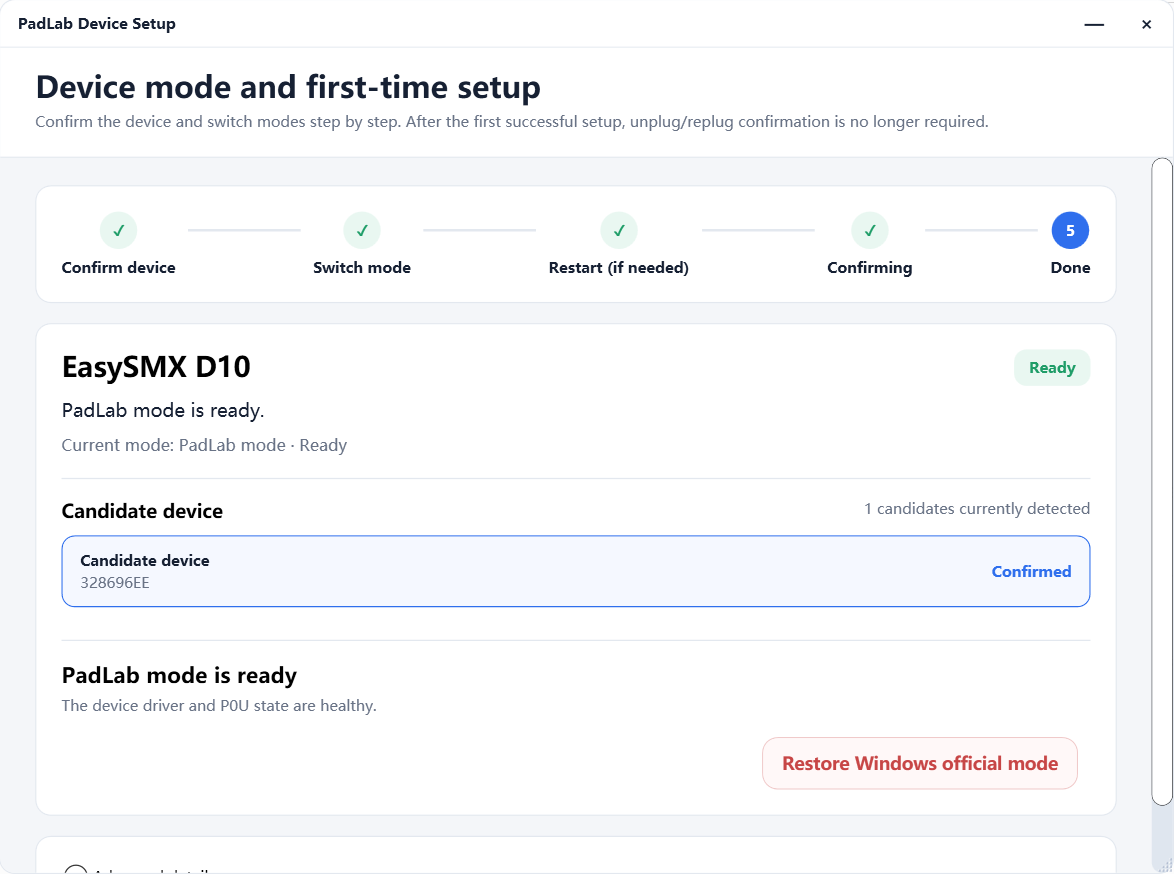 PadLab Device Setup
Device mode and first-time setup
Confirm the device and switch modes step by step. After the first successful setup, unplug/replug confirmation is no longer required.
✓ ✓ ✓ ✓ 5
Confirm device Switch mode Restart (if needed) Confirming Done
EasySMX D10 Ready
PadLab mode is ready.
Current mode: PadLab mode · Ready
Candidate device 1 candidates currently detected
Candidate device
328696EE
Confirmed
PadLab mode is ready
The device driver and P0U state are healthy.
Restore Windows official mode